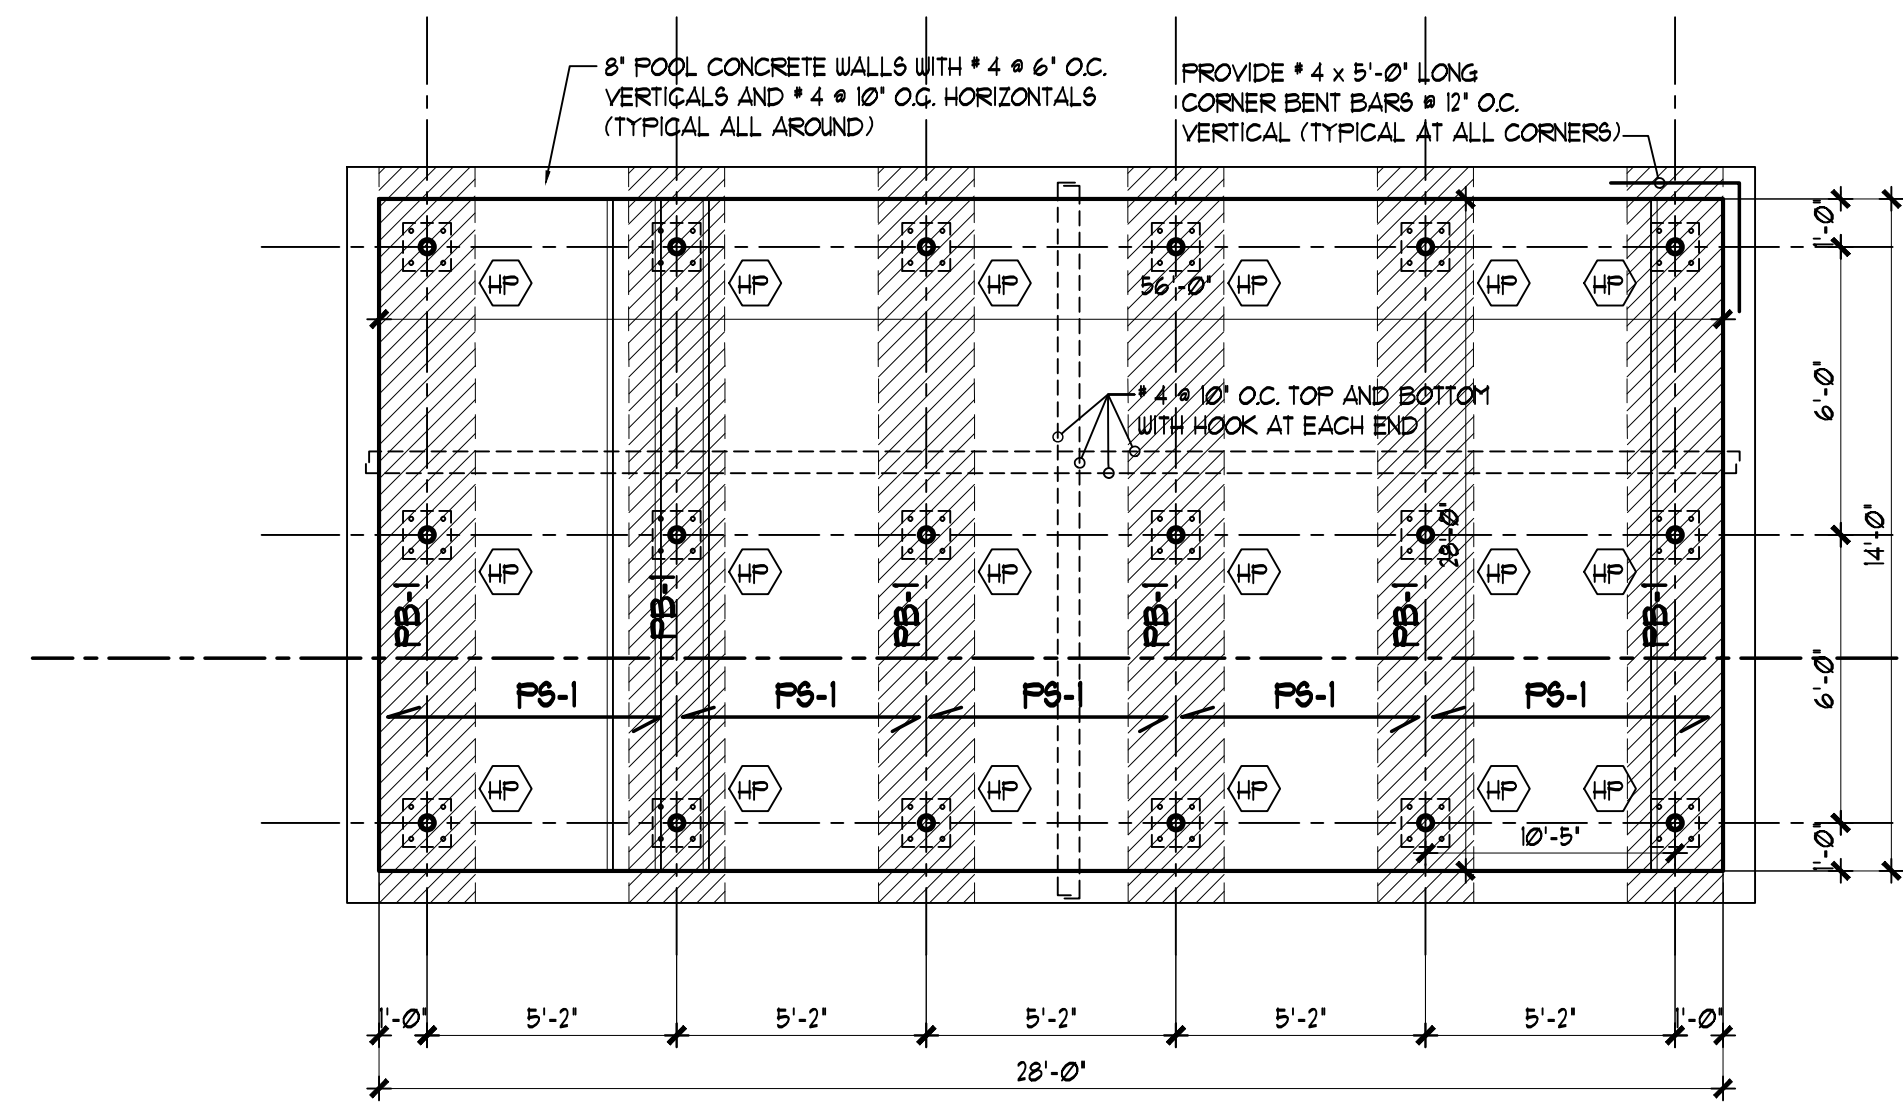 8" POOL CONCRETE WALLS WITH # 4 @ 6" O.C.
VERTICALS AND # 4 @ 10" O.C. HORIZONTALS
(TYPICAL ALL AROUND)
PROVIDE # 4 x 5'-0" LONG
CORNER BENT BARS @ 12" O.C.
VERTICAL (TYPICAL AT ALL CORNERS)
1'-0"
HP HP HP HP HP HP
56'-0"
6'-0"
# 4 @ 10" O.C. TOP AND BOTTOM
WITH HOOK AT EACH END
28'-0"
14'-0"
HP HP HP HP HP HP
PB-1 PB-1 PB-1 PB-1 PB-1 PB-1
6'-0"
PS-1 PS-1 PS-1 PS-1 PS-1
HP HP HP HP HP HP
10'-5"
1'-0"
1'-0" 5'-2" 5'-2" 5'-2" 5'-2" 5'-2" 1'-0"
28'-0"